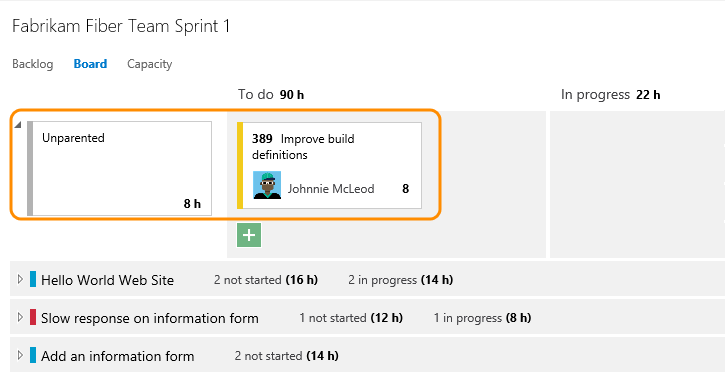 Fabrikam Fiber Team Sprint 1
Backlog Board Capacity
To do 90 h In progress 22 h
Unparented
8 h
389 Improve build
definitions
Johnnie McLeod 8
Hello World Web Site 2 not started (16 h) 2 in progress (14 h)
Slow response on information form 1 not started (12 h) 1 in progress (8 h)
Add an information form 2 not started (14 h)